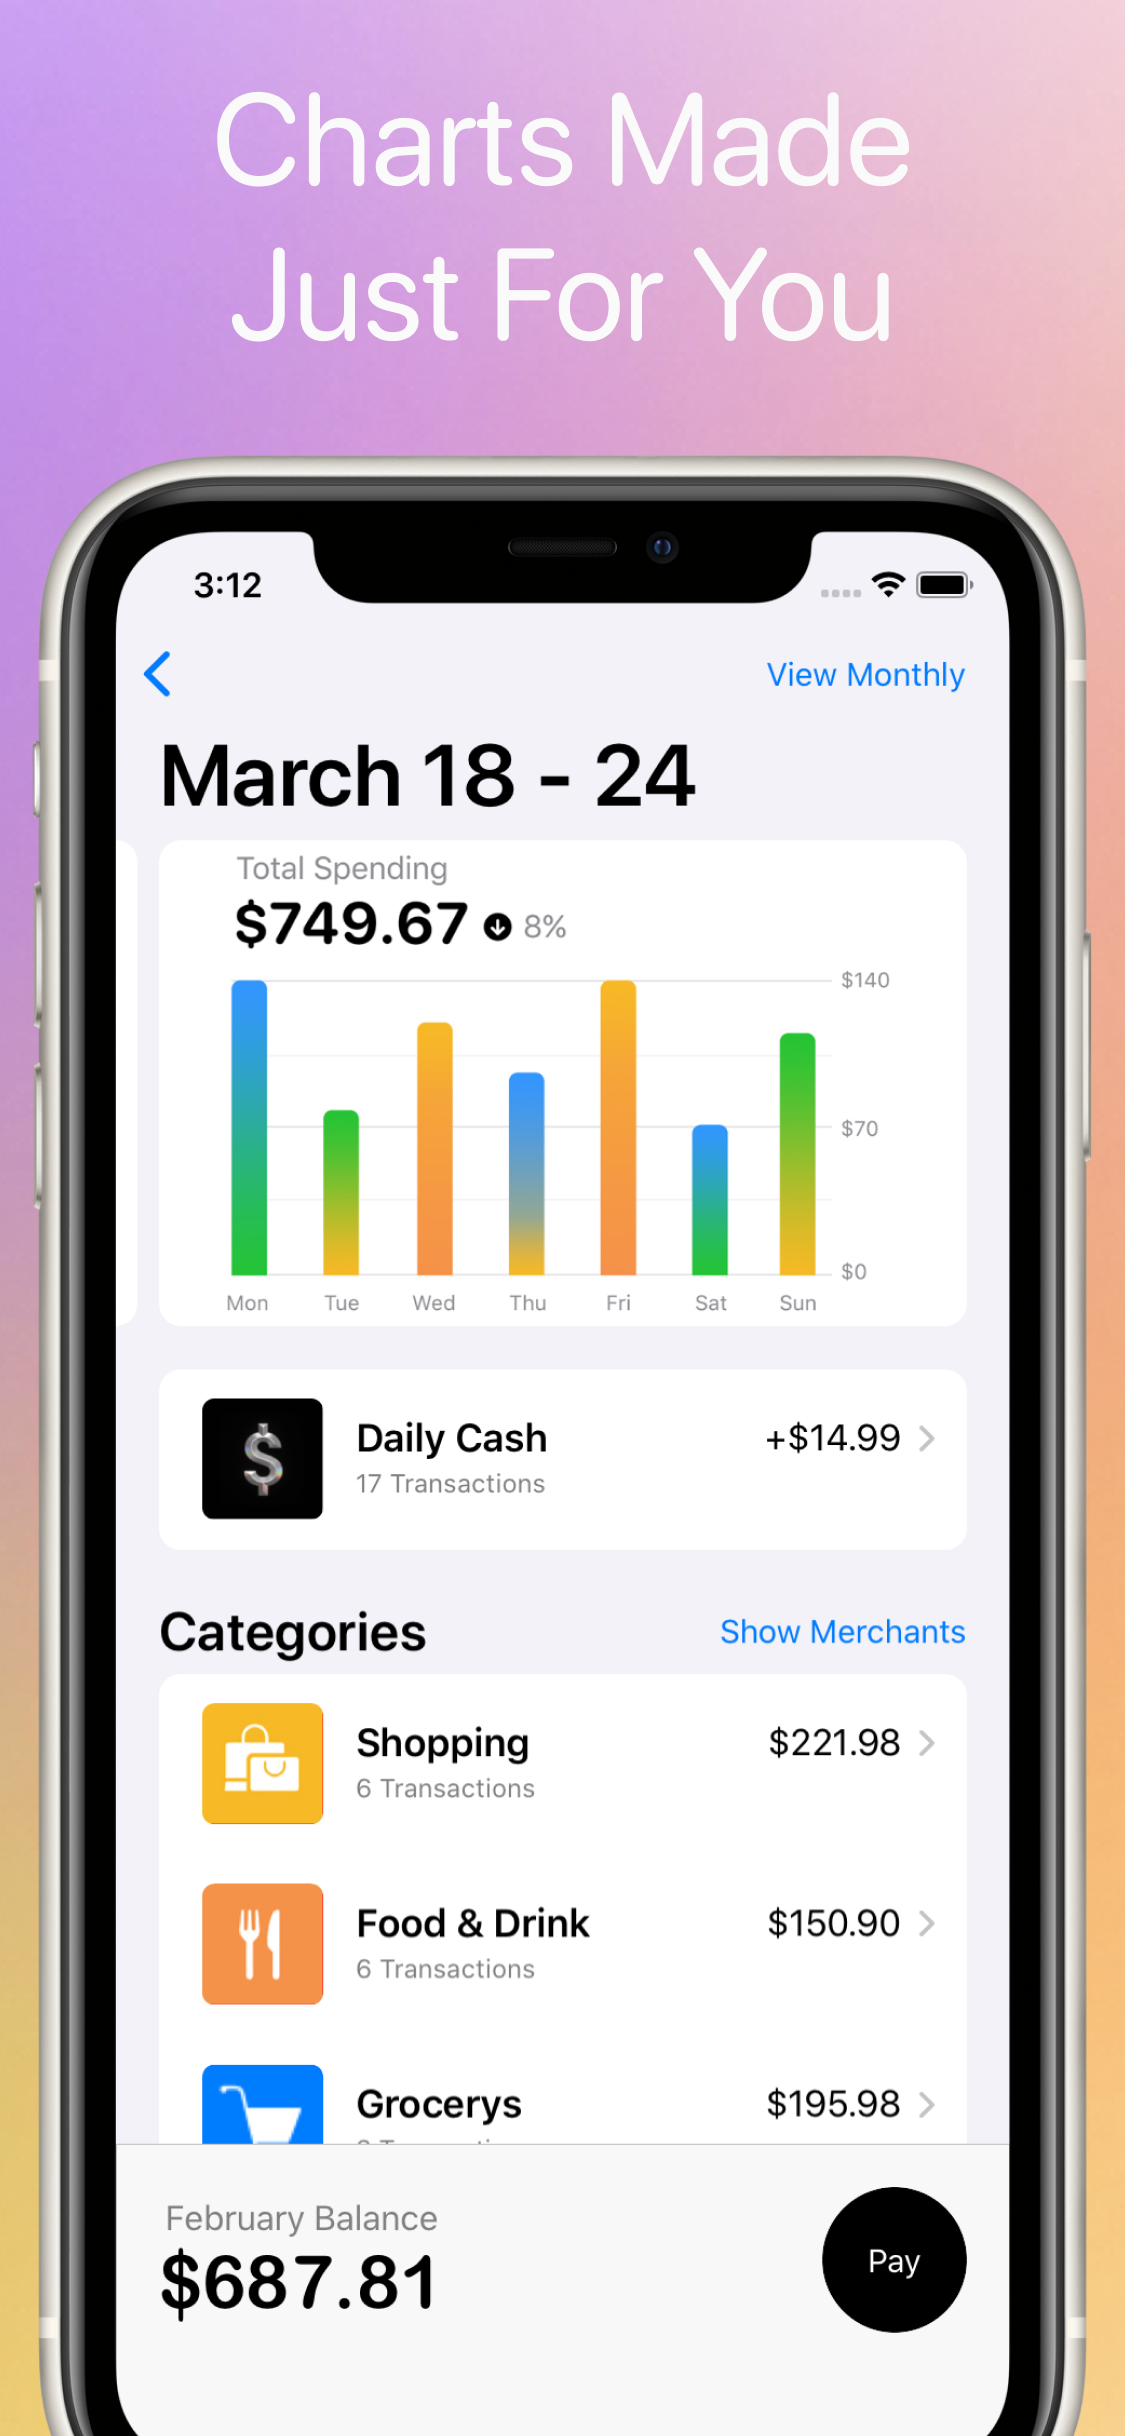 Charts Made
Just For You
3:12
View Monthly
March 18 - 24
Total Spending
$749.67 8%
$140
$70
$0
Mon Tue Wed Thu Fri Sat Sun
Daily Cash +$14.99
17 Transactions
Categories Show Merchants
Shopping $221.98
6 Transactions
Food & Drink $150.90
6 Transactions
Grocerys $195.98
February Balance
$687.81
Pay